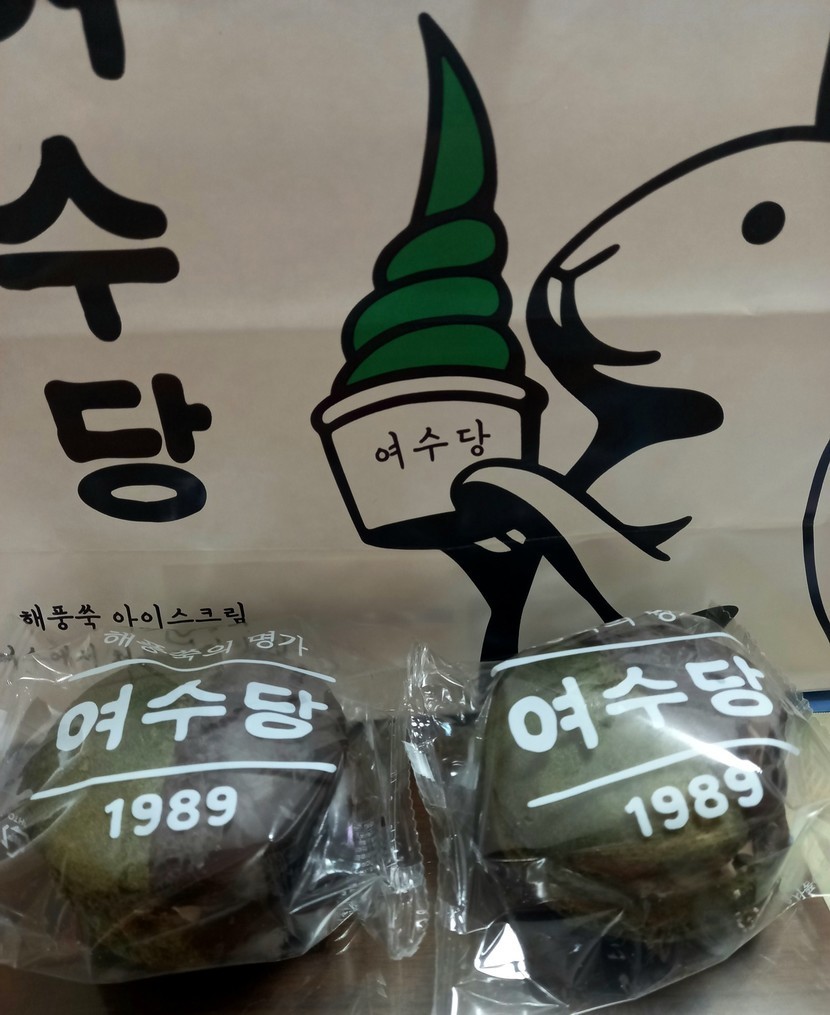 여
수
당
여수당
해풍쑥 아이스크림
해풍쑥의 명가
여수당
1989
여수당
1989